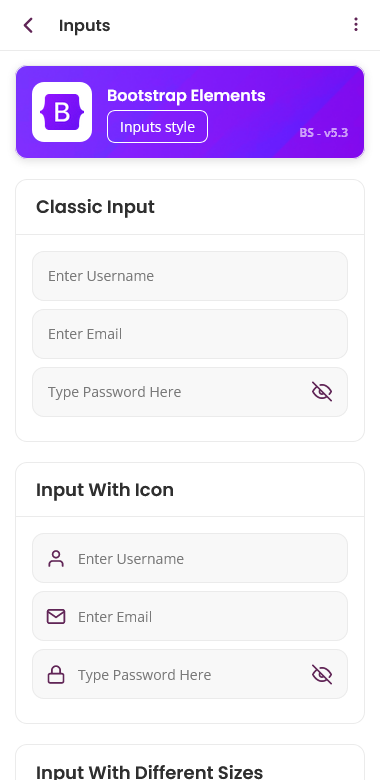 Inputs
B
Bootstrap Elements
Inputs style
BS - v5.3
Classic Input
Enter Username
Enter Email
Type Password Here
Input With Icon
Enter Username
Enter Email
Type Password Here
Input With Different Sizes